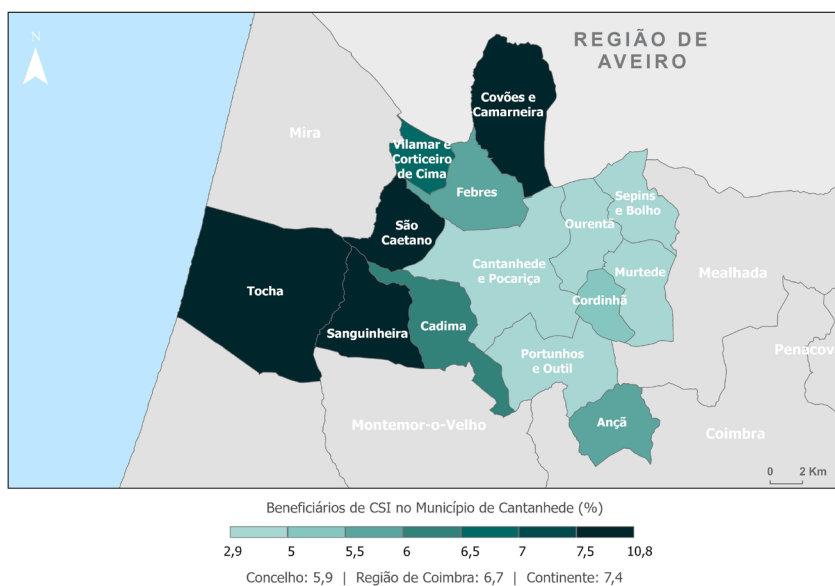 N
REGIÃO DE
AVEIRO
Covões e
Camarneira
Mira
Vilamar e
Corticeiro
de Cima
Febres
Sepins
e Bolho
Ourentã
São
Caetano
Cantanhede
e Pocariça
Murtede
Mealhada
Tocha
Cordinhã
Sanguinheira
Cadima
Portunhos
e Outil
Penacov
Montemor-o-Velho
Ançã
Coimbra
0 2 Km
Beneficiários de CSI no Município de Cantanhede (%)
2,9 5 5,5 6 6,5 7 7,5 10,8
Concelho: 5,9 | Região de Coimbra: 6,7 | Continente: 7,4